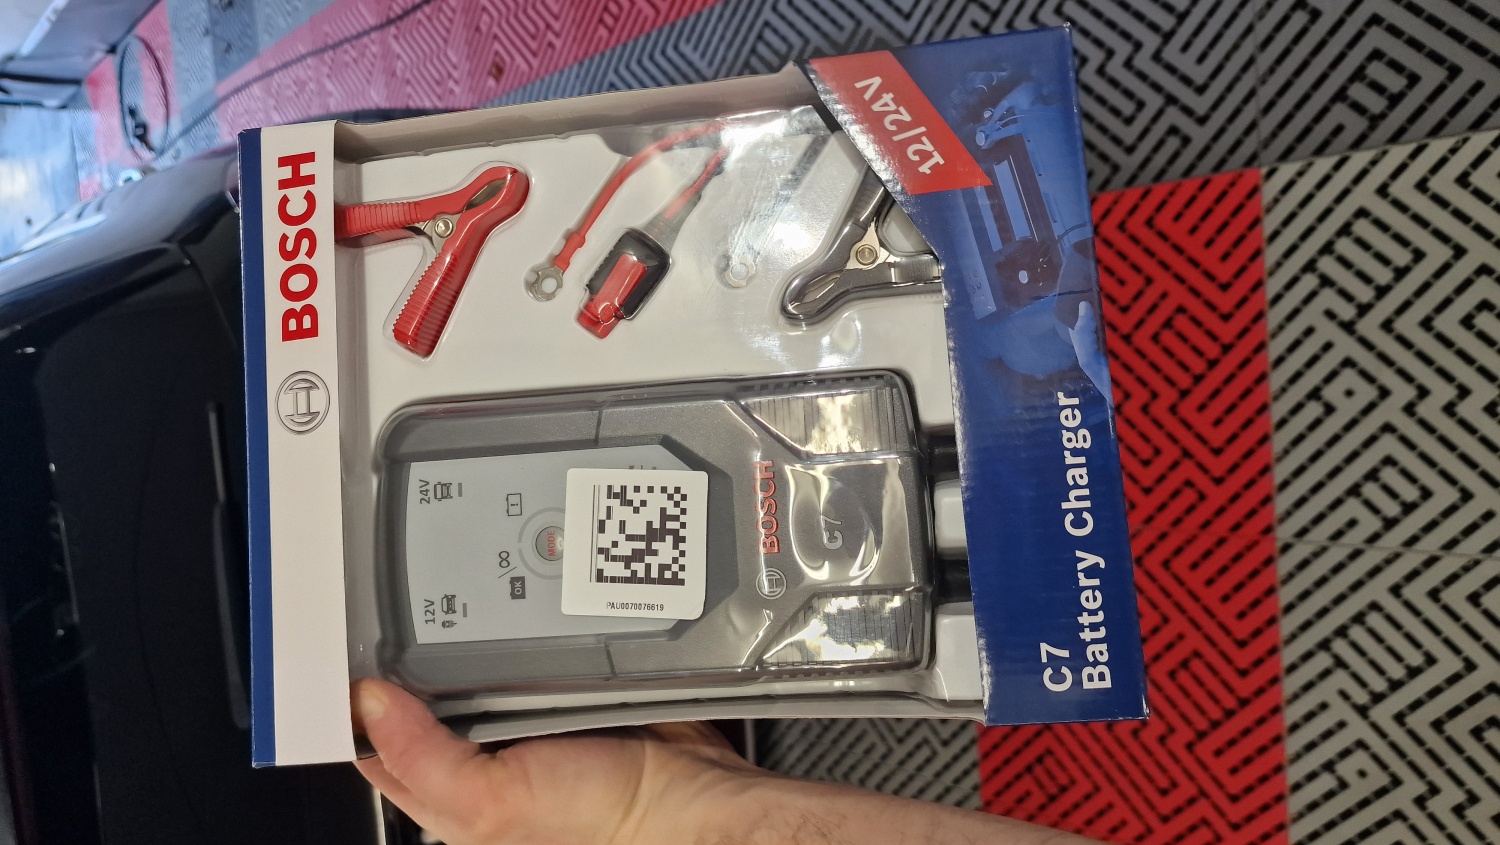 BOSCH
12/24V
24V
12V
∞
OK
MODE
PAU0070076619
BOSCH
C7
C7
Battery Charger